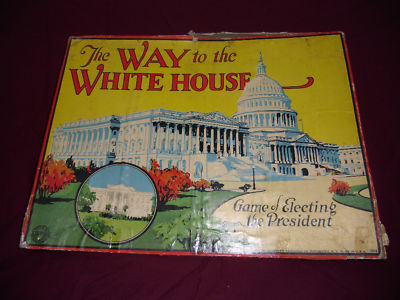 The WAY to the
WHITE HOUSE
Game of Electing
the President